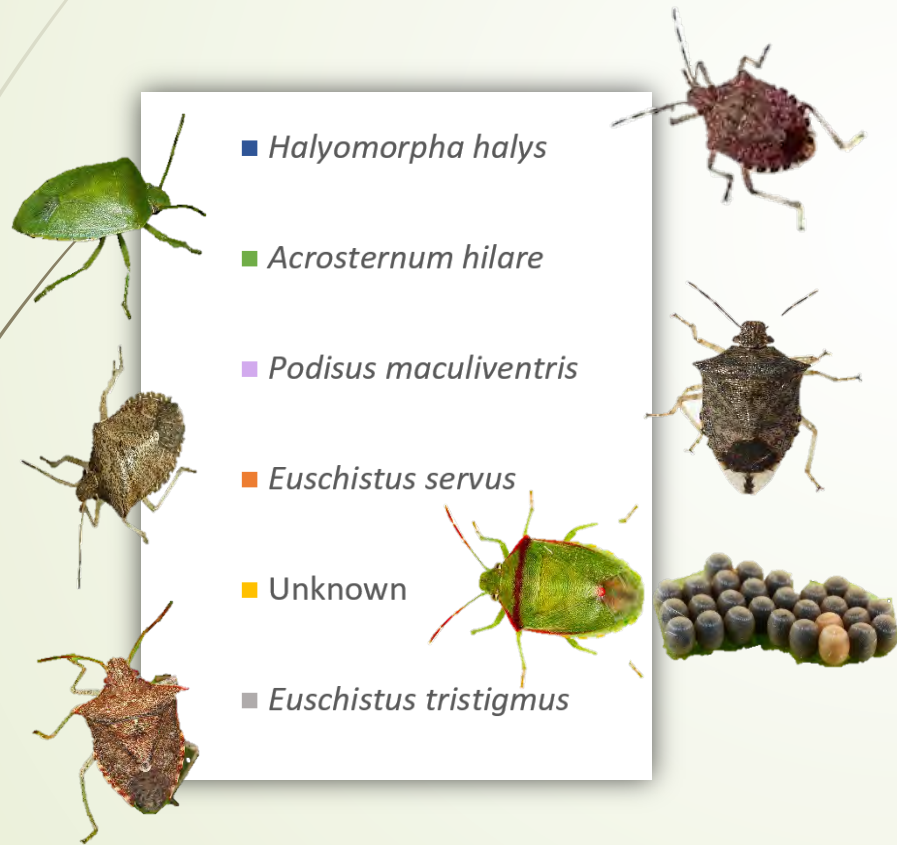 Halyomorpha halys
Acrosternum hilare
Podisus maculiventris
Euschistus servus
Unknown
Euschistus tristigmus